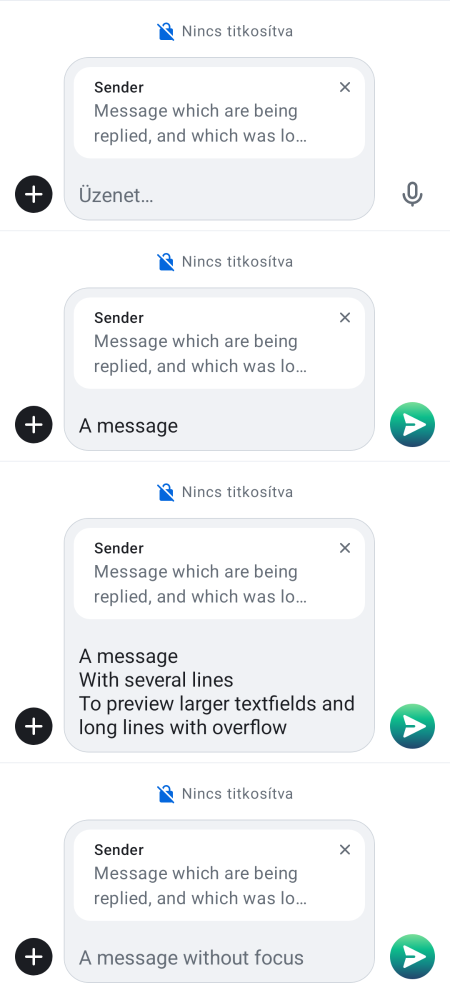 Nincs titkosítva
Sender
Message which are being
replied, and which was lo…
Üzenet…
Nincs titkosítva
Sender
Message which are being
replied, and which was lo…
A message
Nincs titkosítva
Sender
Message which are being
replied, and which was lo…
A message
With several lines
To preview larger textfields and
long lines with overflow
Nincs titkosítva
Sender
Message which are being
replied, and which was lo…
A message without focus